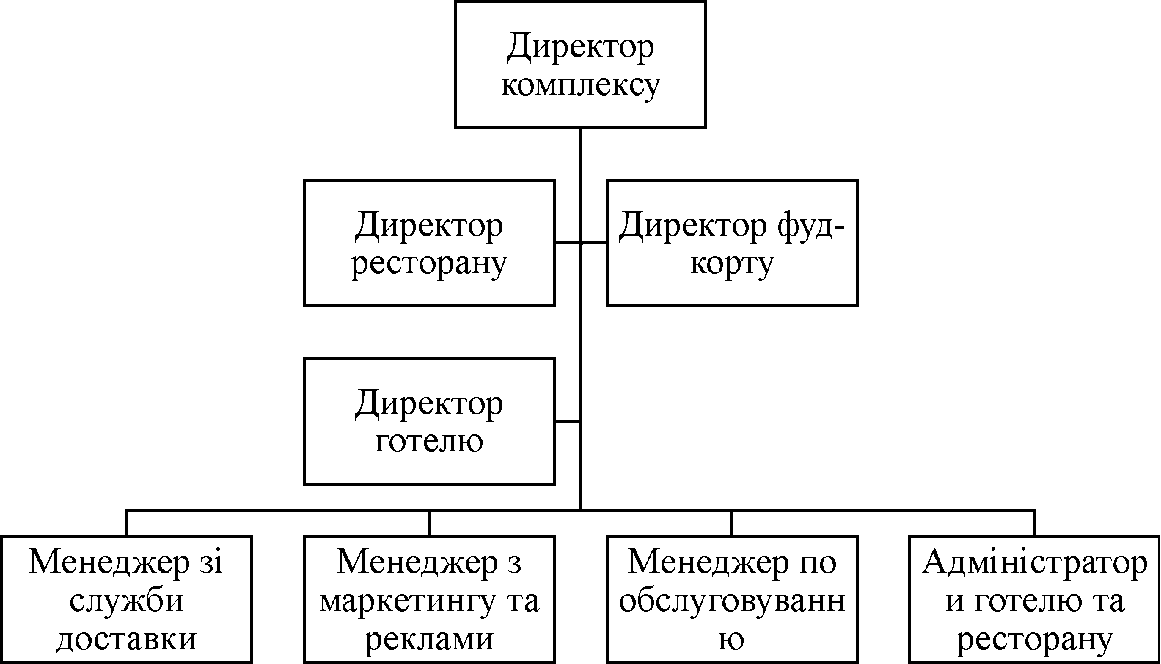 Директор
комплексу
Директор
ресторану
Директор фуд-
корту
Директор
готелю
Менеджер зі
служби
доставки
Менеджер з
маркетингу та
реклами
Менеджер по
обслуговуванн
ю
Адміністратор
и готелю та
ресторану